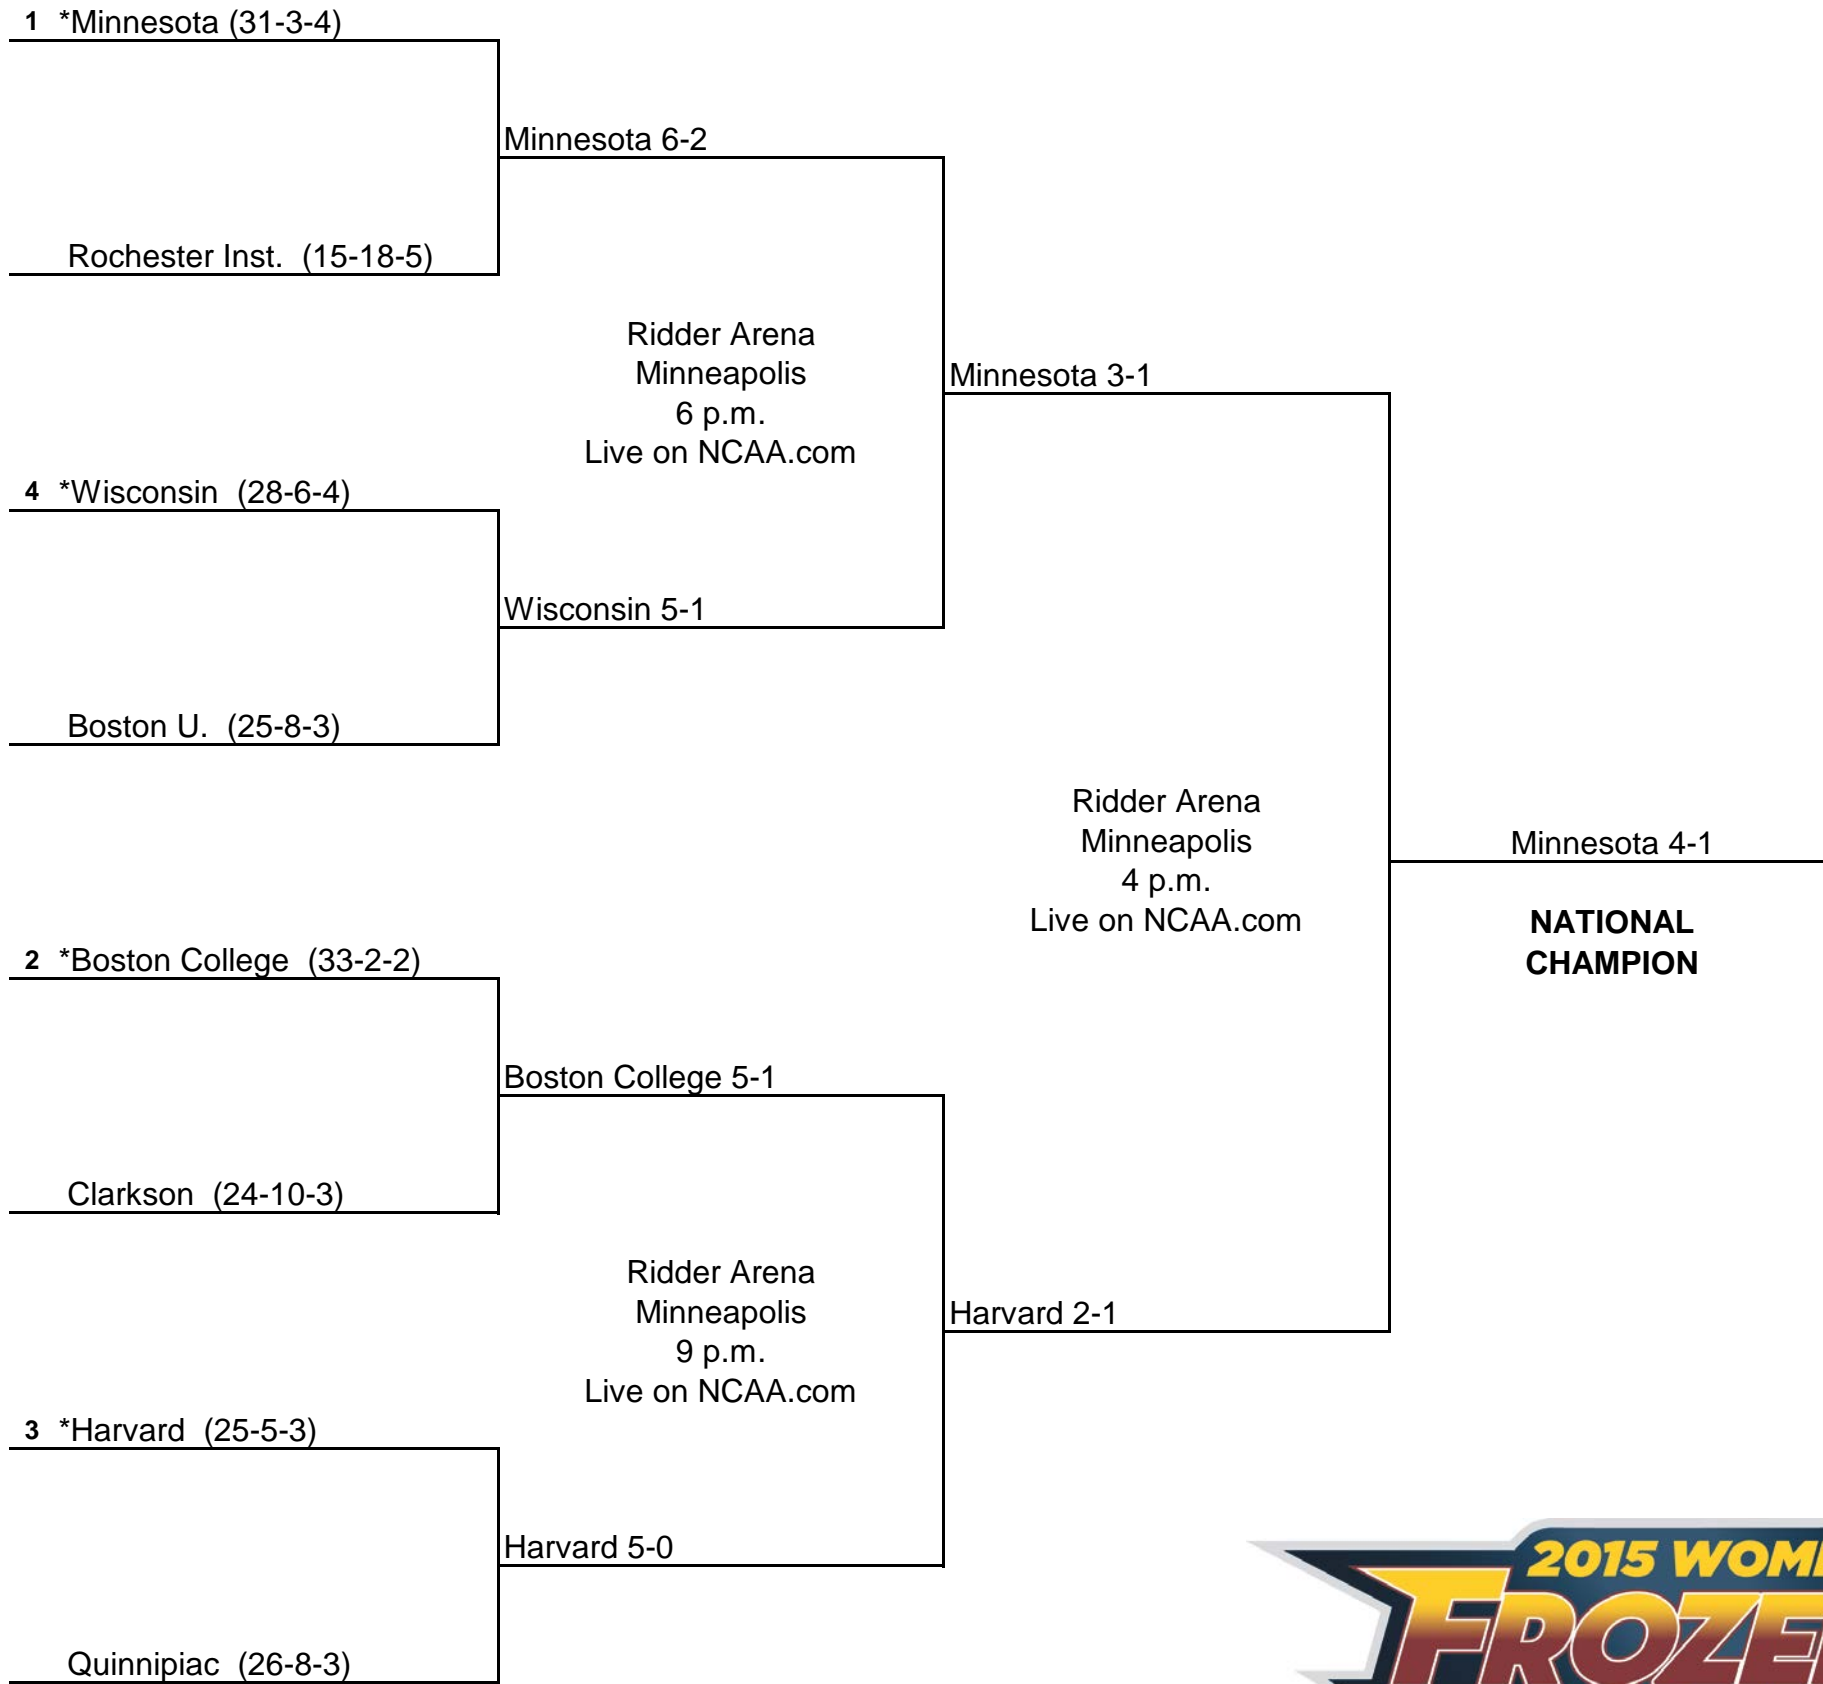 1 *Minnesota (31-3-4)
Minnesota 6-2
Rochester Inst. (15-18-5)
Ridder Arena
Minneapolis
6 p.m.
Live on NCAA.com
Minnesota 3-1
4 *Wisconsin (28-6-4)
Wisconsin 5-1
Boston U. (25-8-3)
Ridder Arena
Minneapolis
4 p.m.
Live on NCAA.com
Minnesota 4-1
NATIONAL
CHAMPION
2 *Boston College (33-2-2)
Boston College 5-1
Clarkson (24-10-3)
Ridder Arena
Minneapolis
9 p.m.
Live on NCAA.com
Harvard 2-1
3 *Harvard (25-5-3)
Harvard 5-0
Quinnipiac (26-8-3)
2015